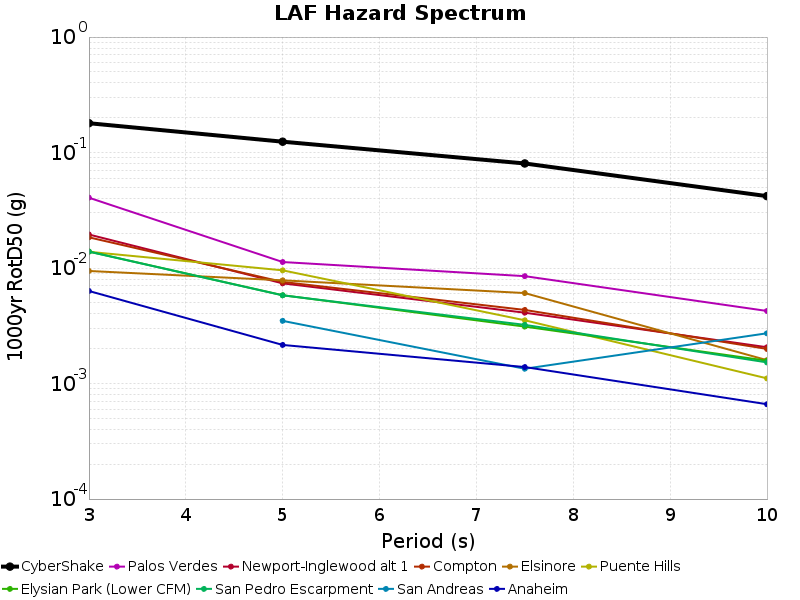 LAF Hazard Spectrum
1000yr RotD50 (g)
10^0
10^-1
10^-2
10^-3
10^-4
3 4 5 6 7 8 9 10
Period (s)
CyberShake Palos Verdes Newport-Inglewood alt 1 Compton Elsinore Puente Hills
Elysian Park (Lower CFM) San Pedro Escarpment San Andreas Anaheim